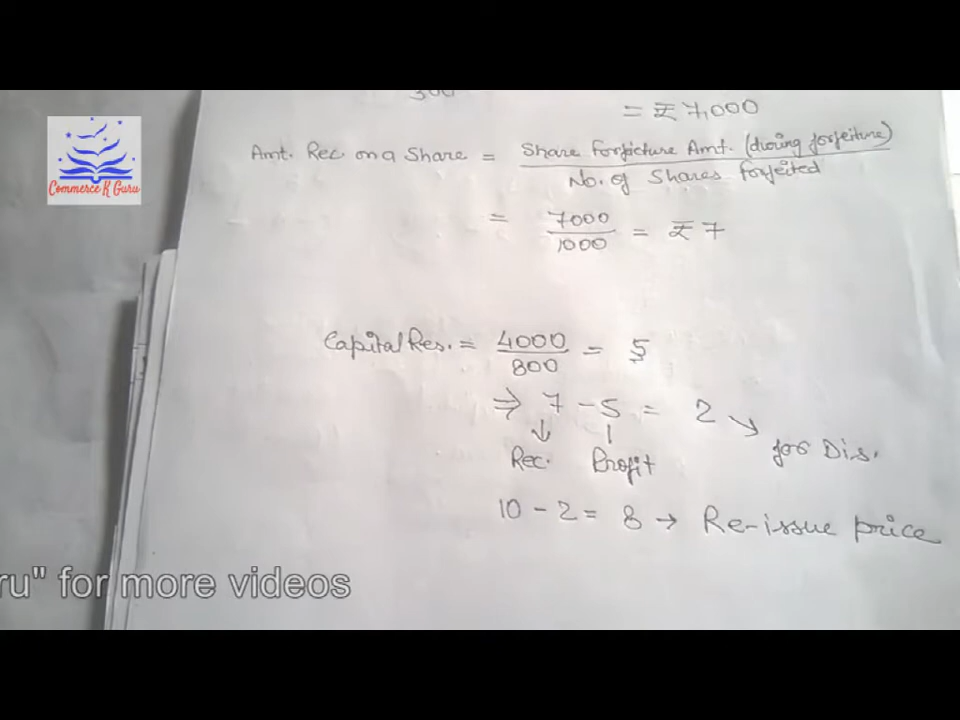 300
= ₹ 7,000
Amt. Rec. on a Share = Share Forpicture Amt. (during forfeiture)
No. of Shares forfeited
= 7000
1000 = ₹ 7
Commerce K Guru
Capital Res. = 4000
800 = 5
⇒ 7 - 5 = 2 ↘ for Dis.
Rec. Profit
10 - 2 = 8 → Re-issue price
ru" for more videos